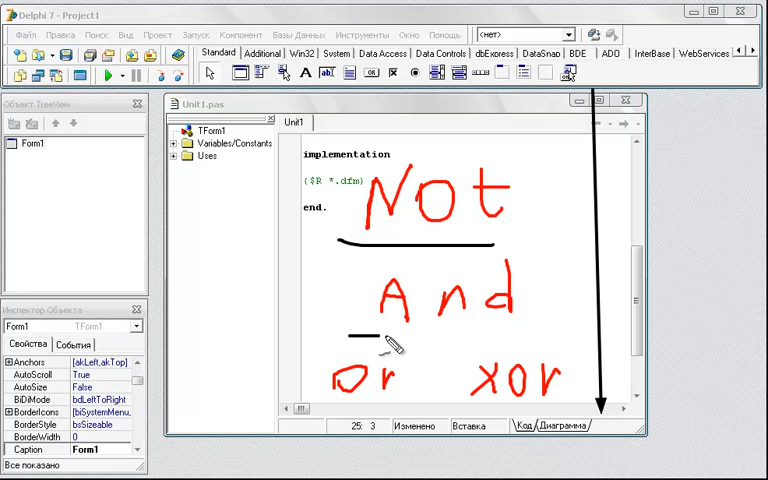 Delphi 7 - Project1
Файл Правка Поиск Вид Проект Запуск Компонент Базы Данных Инструменты Окно Помощь <нет>
Standard Additional Win32 System Data Access Data Controls dbExpress DataSnap BDE ADO InterBase WebServices
Объект TreeView
Form1
Unit1.pas
TForm1
Variables/Constants
Uses
Unit1
implementation
{$R *.dfm}
end.
Not
And
or xor
25: 3 Изменено Вставка Код Диаграмма
Инспектор Объекта
Form1 TForm1
Свойства События
Anchors [akLeft,akTop]
AutoScroll True
AutoSize False
BiDiMode bdLeftToRight
BorderIcons [biSystemMenu,
BorderStyle bsSizeable
BorderWidth 0
Caption Form1
Все показано